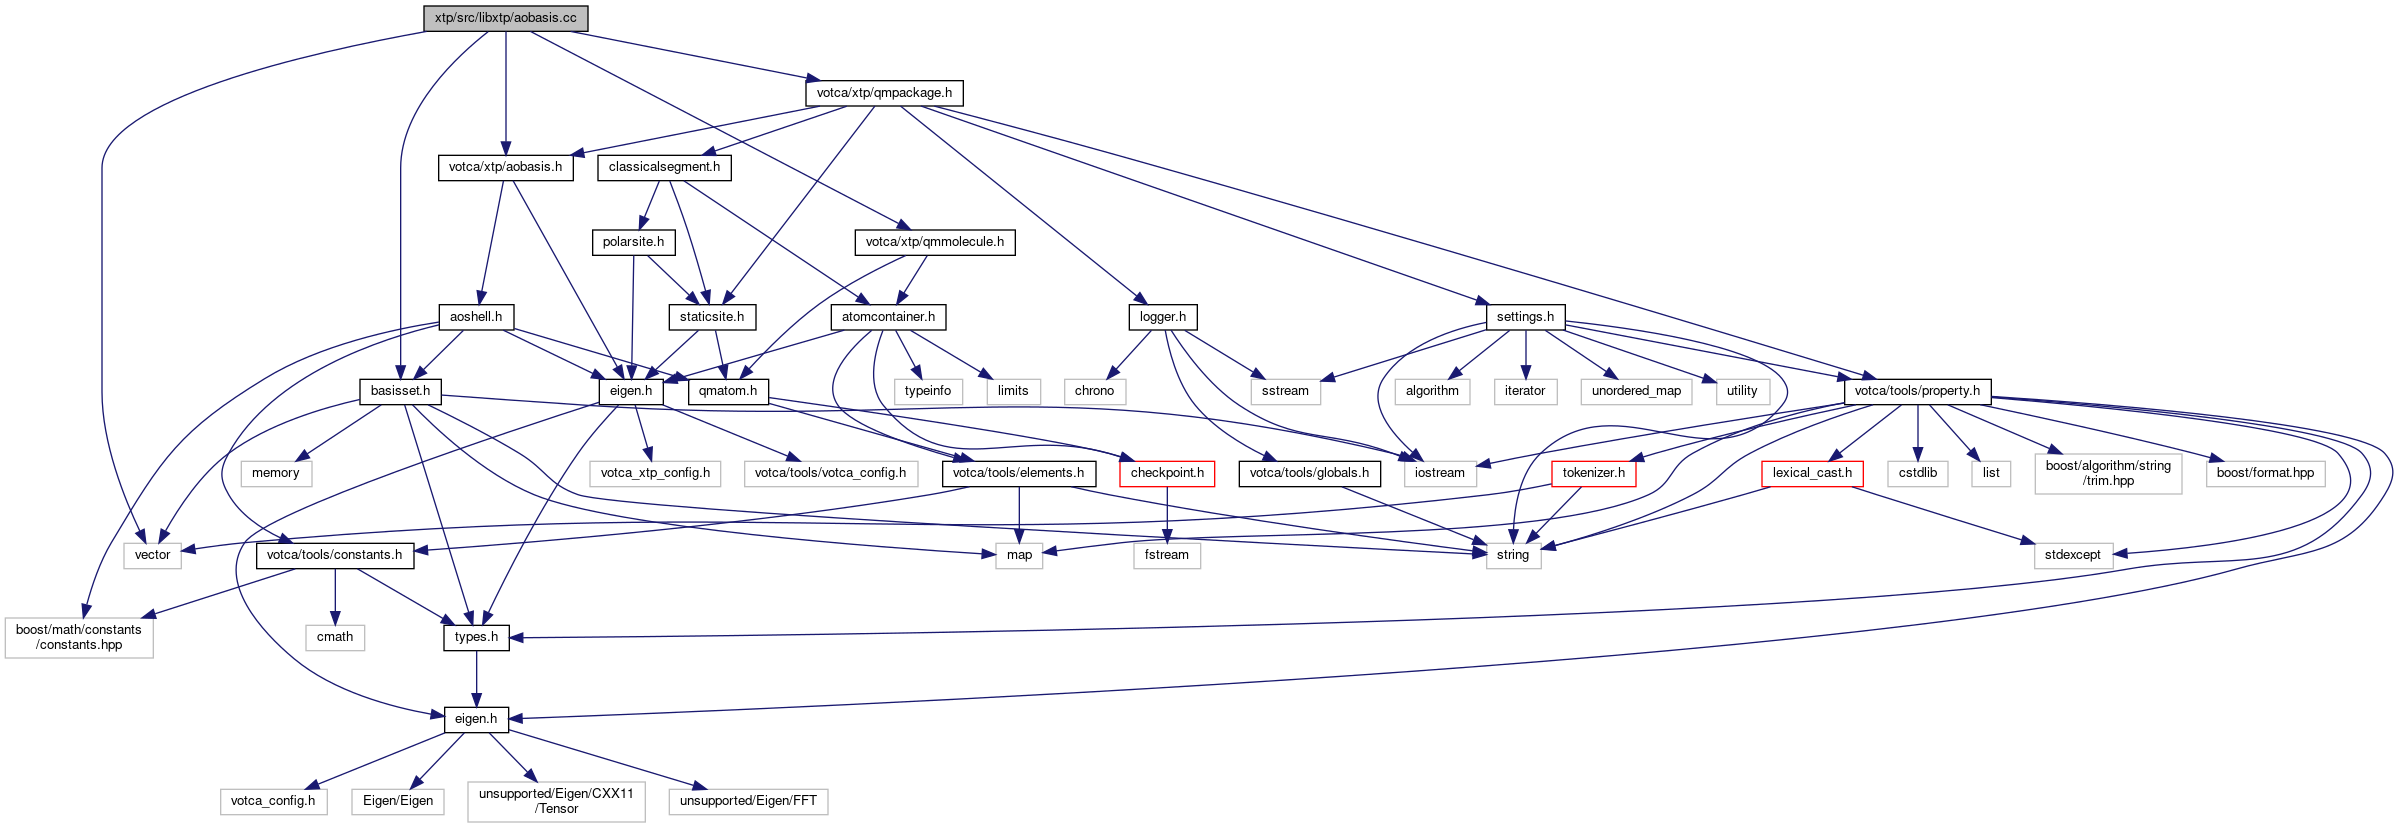 xtp/src/libxtp/aobasis.cc
votca/xtp/qmpackage.h
votca/xtp/aobasis.h
classicalsegment.h
polarsite.h
votca/xtp/qmmolecule.h
aoshell.h
staticsite.h
atomcontainer.h
logger.h
settings.h
basisset.h
eigen.h
qmatom.h
typeinfo
limits
chrono
sstream
algorithm
iterator
unordered_map
utility
votca/tools/property.h
memory
votca_xtp_config.h
votca/tools/votca_config.h
votca/tools/elements.h
checkpoint.h
votca/tools/globals.h
iostream
tokenizer.h
lexical_cast.h
cstdlib
list
boost/algorithm/string
/trim.hpp
boost/format.hpp
vector
votca/tools/constants.h
map
fstream
string
stdexcept
boost/math/constants
/constants.hpp
cmath
types.h
eigen.h
votca_config.h
Eigen/Eigen
unsupported/Eigen/CXX11
/Tensor
unsupported/Eigen/FFT